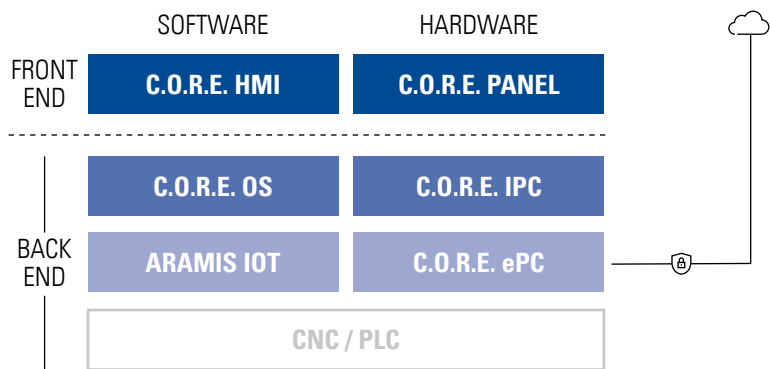 SOFTWARE HARDWARE
FRONT END
C.O.R.E. HMI C.O.R.E. PANEL
C.O.R.E. OS C.O.R.E. IPC
BACK END
ARAMIS IOT C.O.R.E. ePC
CNC / PLC